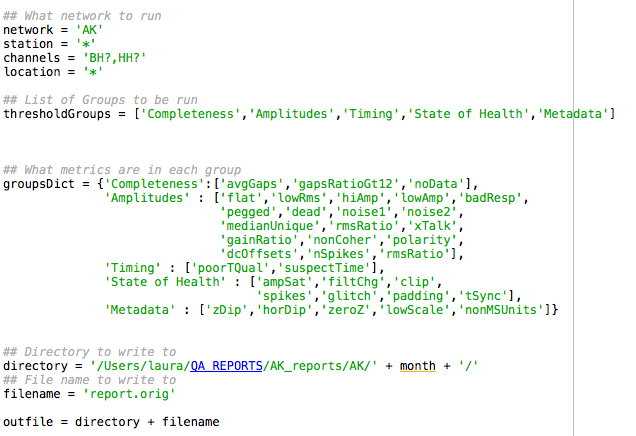 ## What network to run
network = 'AK'
station = '*'
channels = 'BH?,HH?'
location = '*'
## List of Groups to be run
thresholdGroups = ['Completeness','Amplitudes','Timing','State of Health','Metadata']
## What metrics are in each group
groupsDict = {'Completeness':['avgGaps','gapsRatioGt12','noData'],
'Amplitudes' : ['flat','lowRms','hiAmp','lowAmp','badResp',
'pegged','dead','noise1','noise2',
'medianUnique','rmsRatio','xTalk',
'gainRatio','nonCoher','polarity',
'dcOffsets','nSpikes','rmsRatio'],
'Timing' : ['poorTQual','suspectTime'],
'State of Health' : ['ampSat','filtChg','clip',
'spikes','glitch','padding','tSync'],
'Metadata' : ['zDip','horDip','zeroZ','lowScale','nonMSUnits']}
## Directory to write to
directory = '/Users/laura/QA_REPORTS/AK_reports/AK/' + month + '/'
## File name to write to
filename = 'report.orig'
outfile = directory + filename